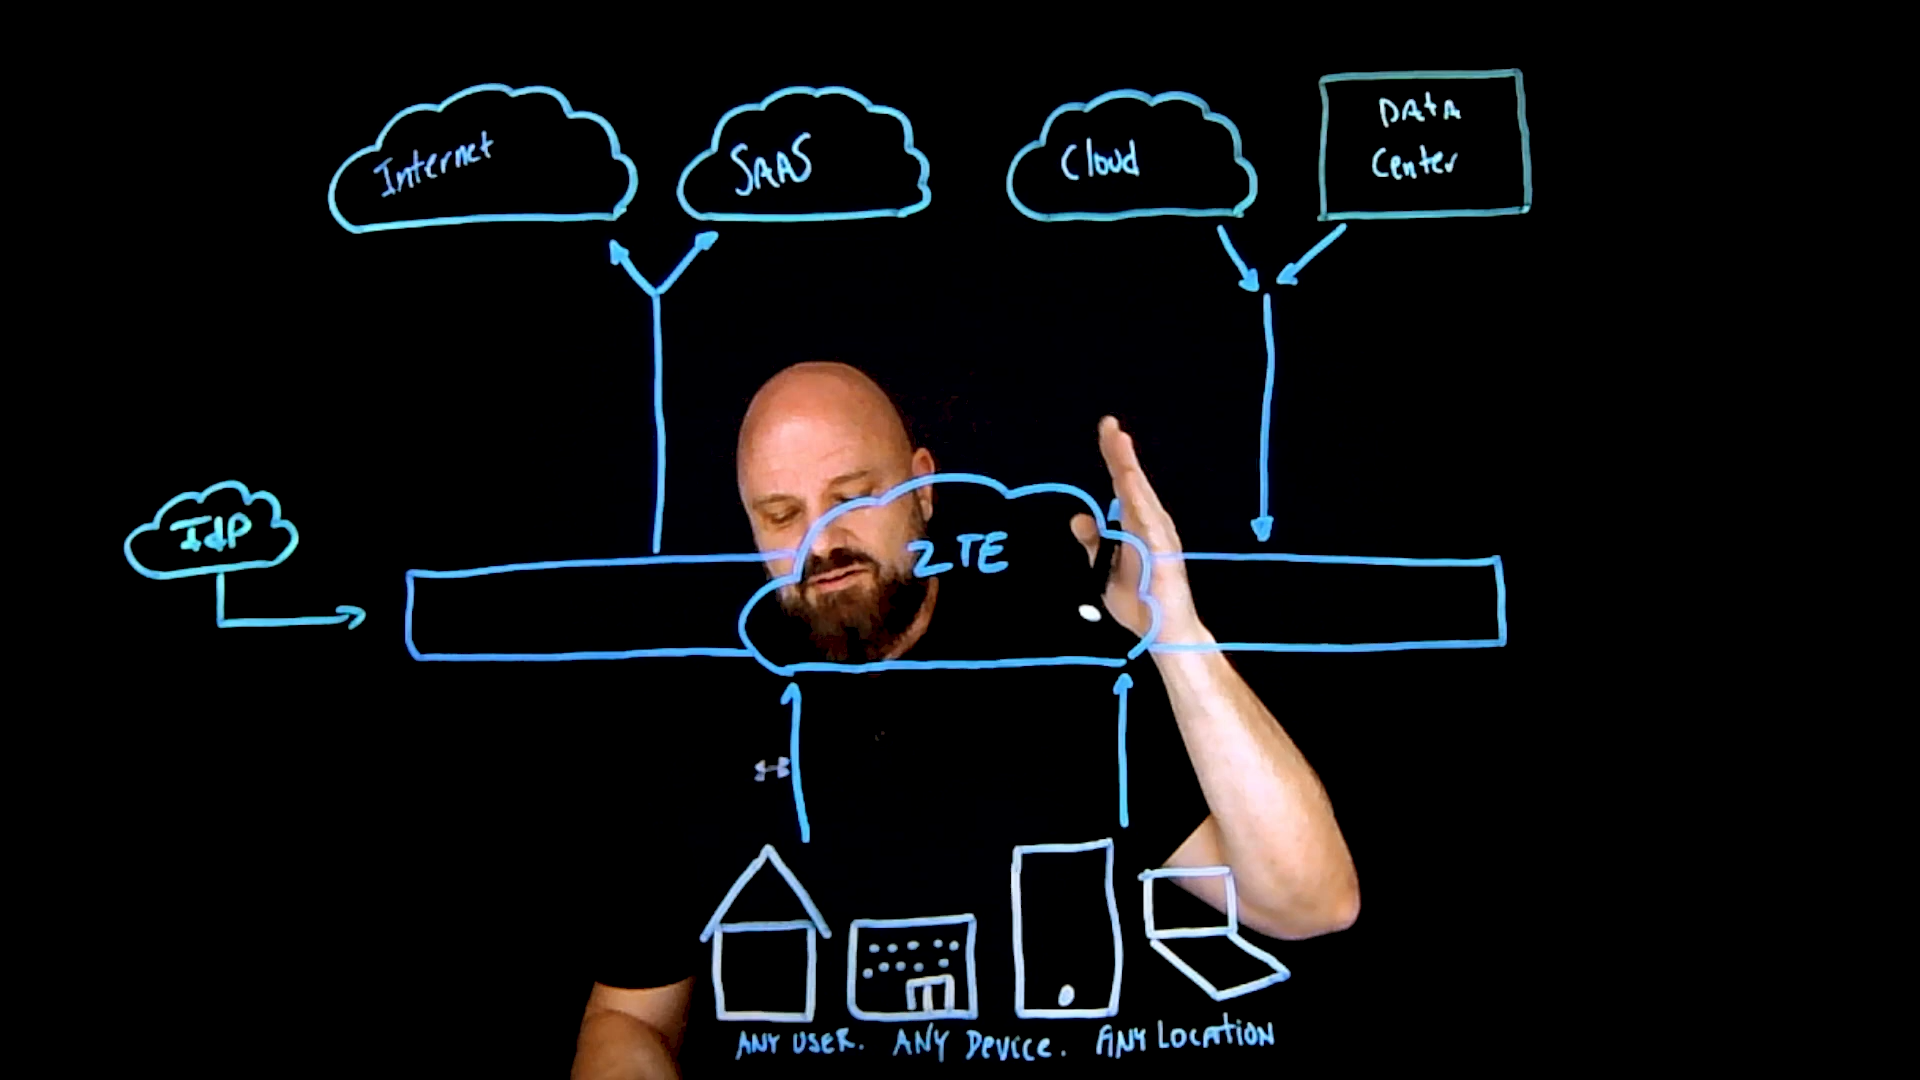 Internet
SAAS
Cloud
DAtA
Center
IdP
ZTE
ANY USER. ANY Device. ANY LOCAtION